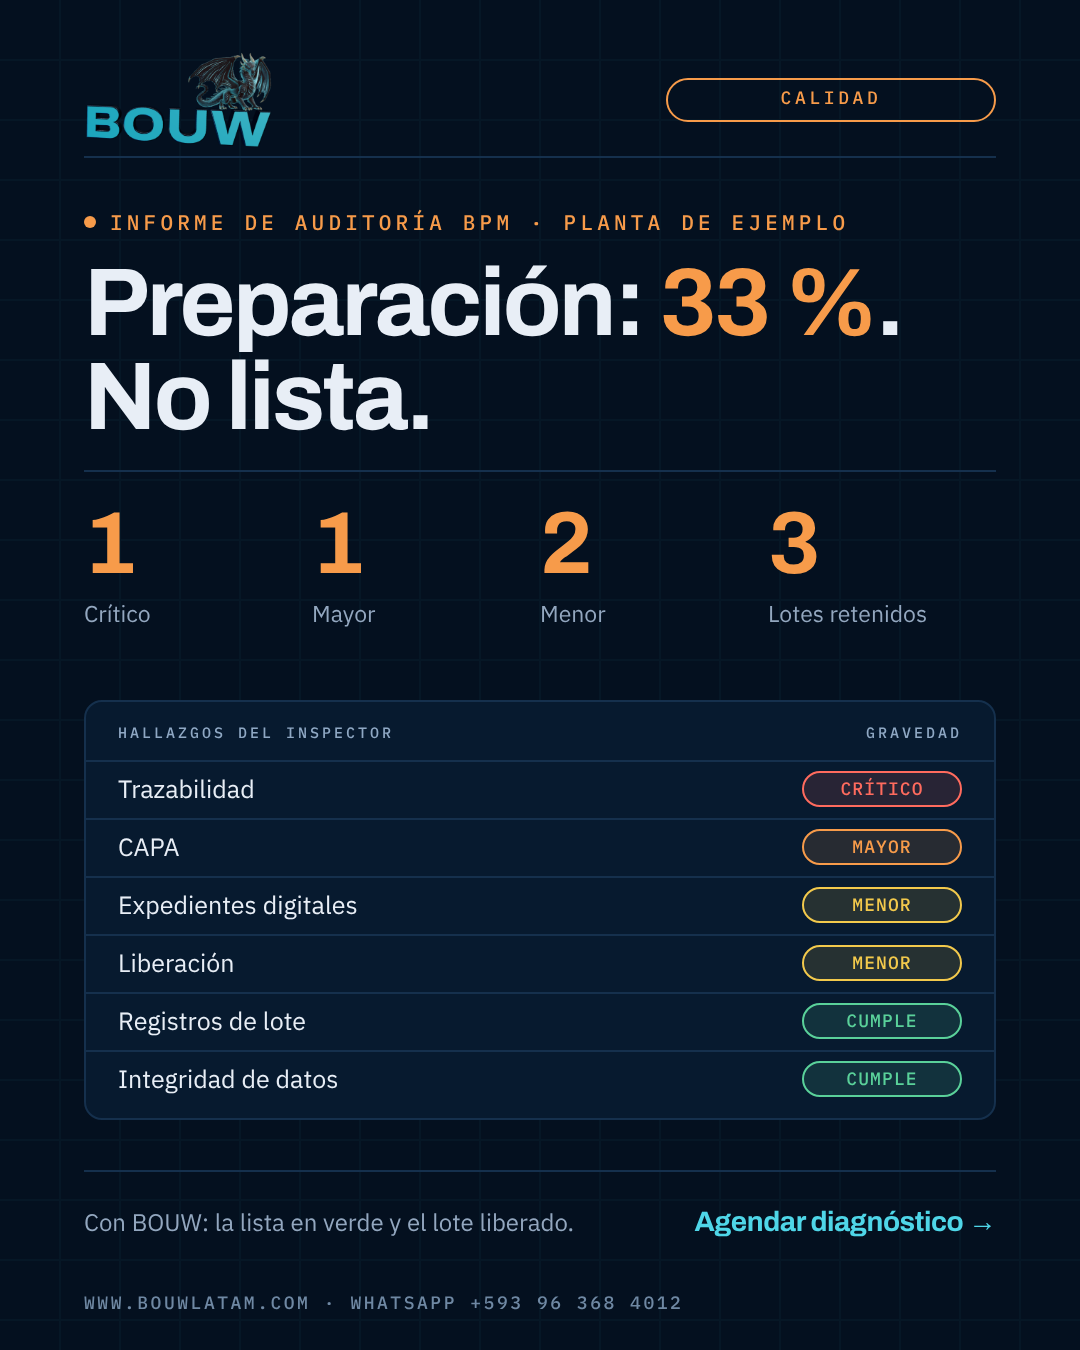 BOUW
CALIDAD
INFORME DE AUDITORÍA BPM · PLANTA DE EJEMPLO
Preparación: 33 %.
No lista.
1
Crítico
1
Mayor
2
Menor
3
Lotes retenidos
HALLAZGOS DEL INSPECTOR GRAVEDAD
Trazabilidad CRÍTICO
CAPA MAYOR
Expedientes digitales MENOR
Liberación MENOR
Registros de lote CUMPLE
Integridad de datos CUMPLE
Con BOUW: la lista en verde y el lote liberado. Agendar diagnóstico →
WWW.BOUWLATAM.COM · WHATSAPP +593 96 368 4012